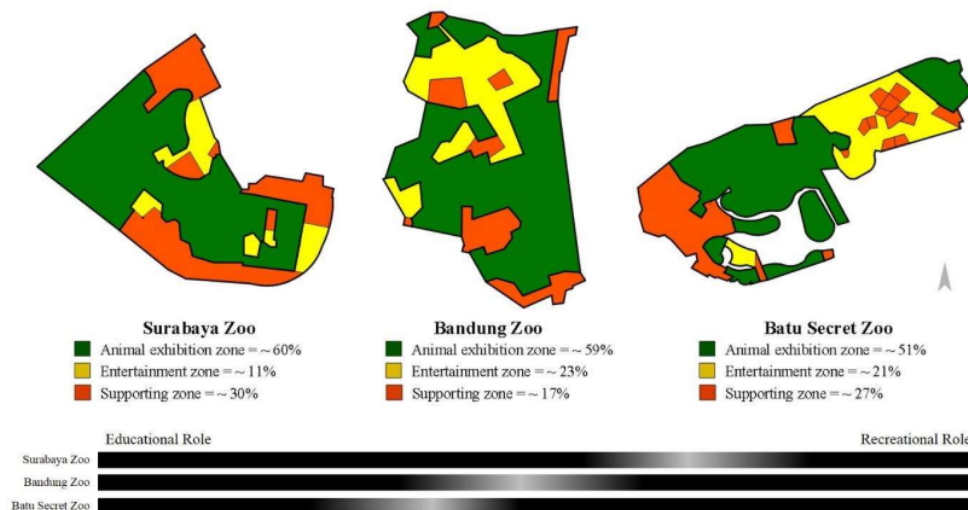 Surabaya Zoo
Animal exhibition zone = ~ 60%
Entertainment zone = ~ 11%
Supporting zone = ~ 30%
Bandung Zoo
Animal exhibition zone = ~ 59%
Entertainment zone = ~ 23%
Supporting zone = ~ 17%
Batu Secret Zoo
Animal exhibition zone = ~ 51%
Entertainment zone = ~ 21%
Supporting zone = ~ 27%
Educational Role
Recreational Role
Surabaya Zoo
Bandung Zoo
Batu Secret Zoo